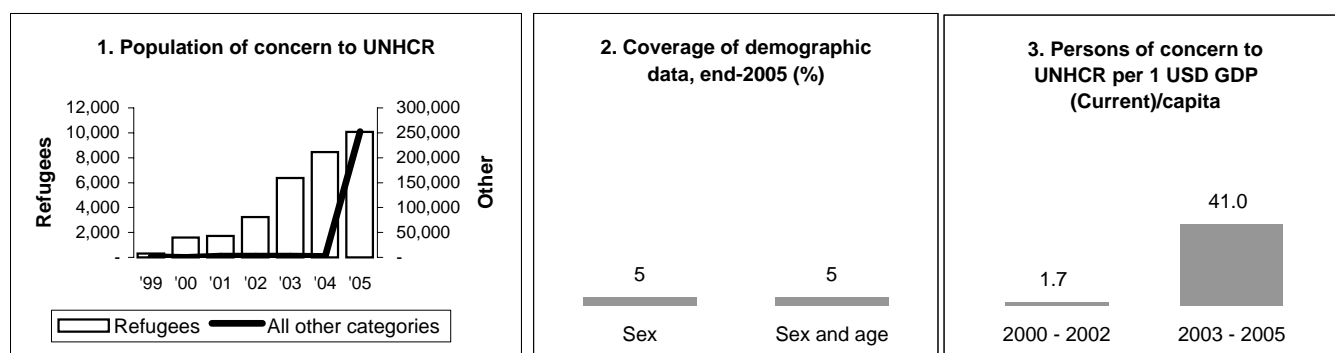 1. Population of concern to UNHCR
Refugees
12,000
10,000
8,000
6,000
4,000
2,000
-
300,000
250,000
200,000
150,000
100,000
50,000
-
Other
'99 '00 '01 '02 '03 '04 '05
Refugees All other categories
2. Coverage of demographic
data, end-2005 (%)
5 5
Sex Sex and age
3. Persons of concern to
UNHCR per 1 USD GDP
(Current)/capita
41.0
1.7
2000 - 2002 2003 - 2005